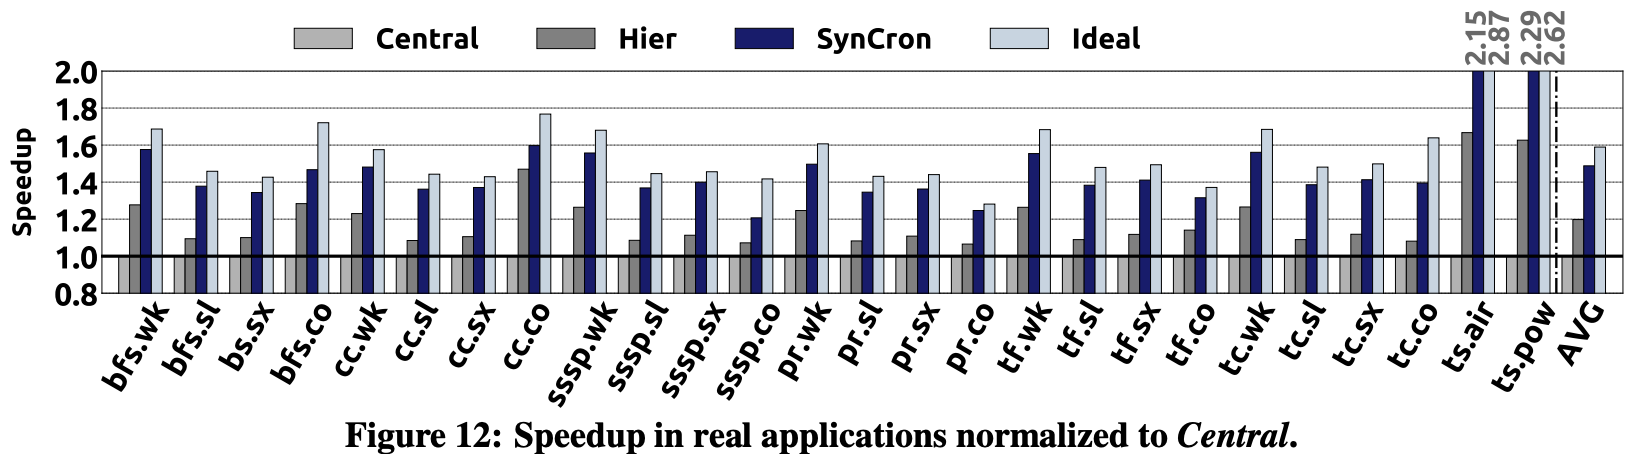 Central Hier SynCron Ideal
2.15
2.87
2.29
2.62
Speedup
2.0
1.8
1.6
1.4
1.2
1.0
0.8
bfs.wk
bfs.sl
bs.sx
bfs.co
cc.wk
cc.sl
cc.sx
cc.co
sssp.wk
sssp.sl
sssp.sx
sssp.co
pr.wk
pr.sl
pr.sx
pr.co
tf.wk
tf.sl
tf.sx
tf.co
tc.wk
tc.sl
tc.sx
tc.co
ts.air
ts.pow
AVG
Figure 12: Speedup in real applications normalized to Central.